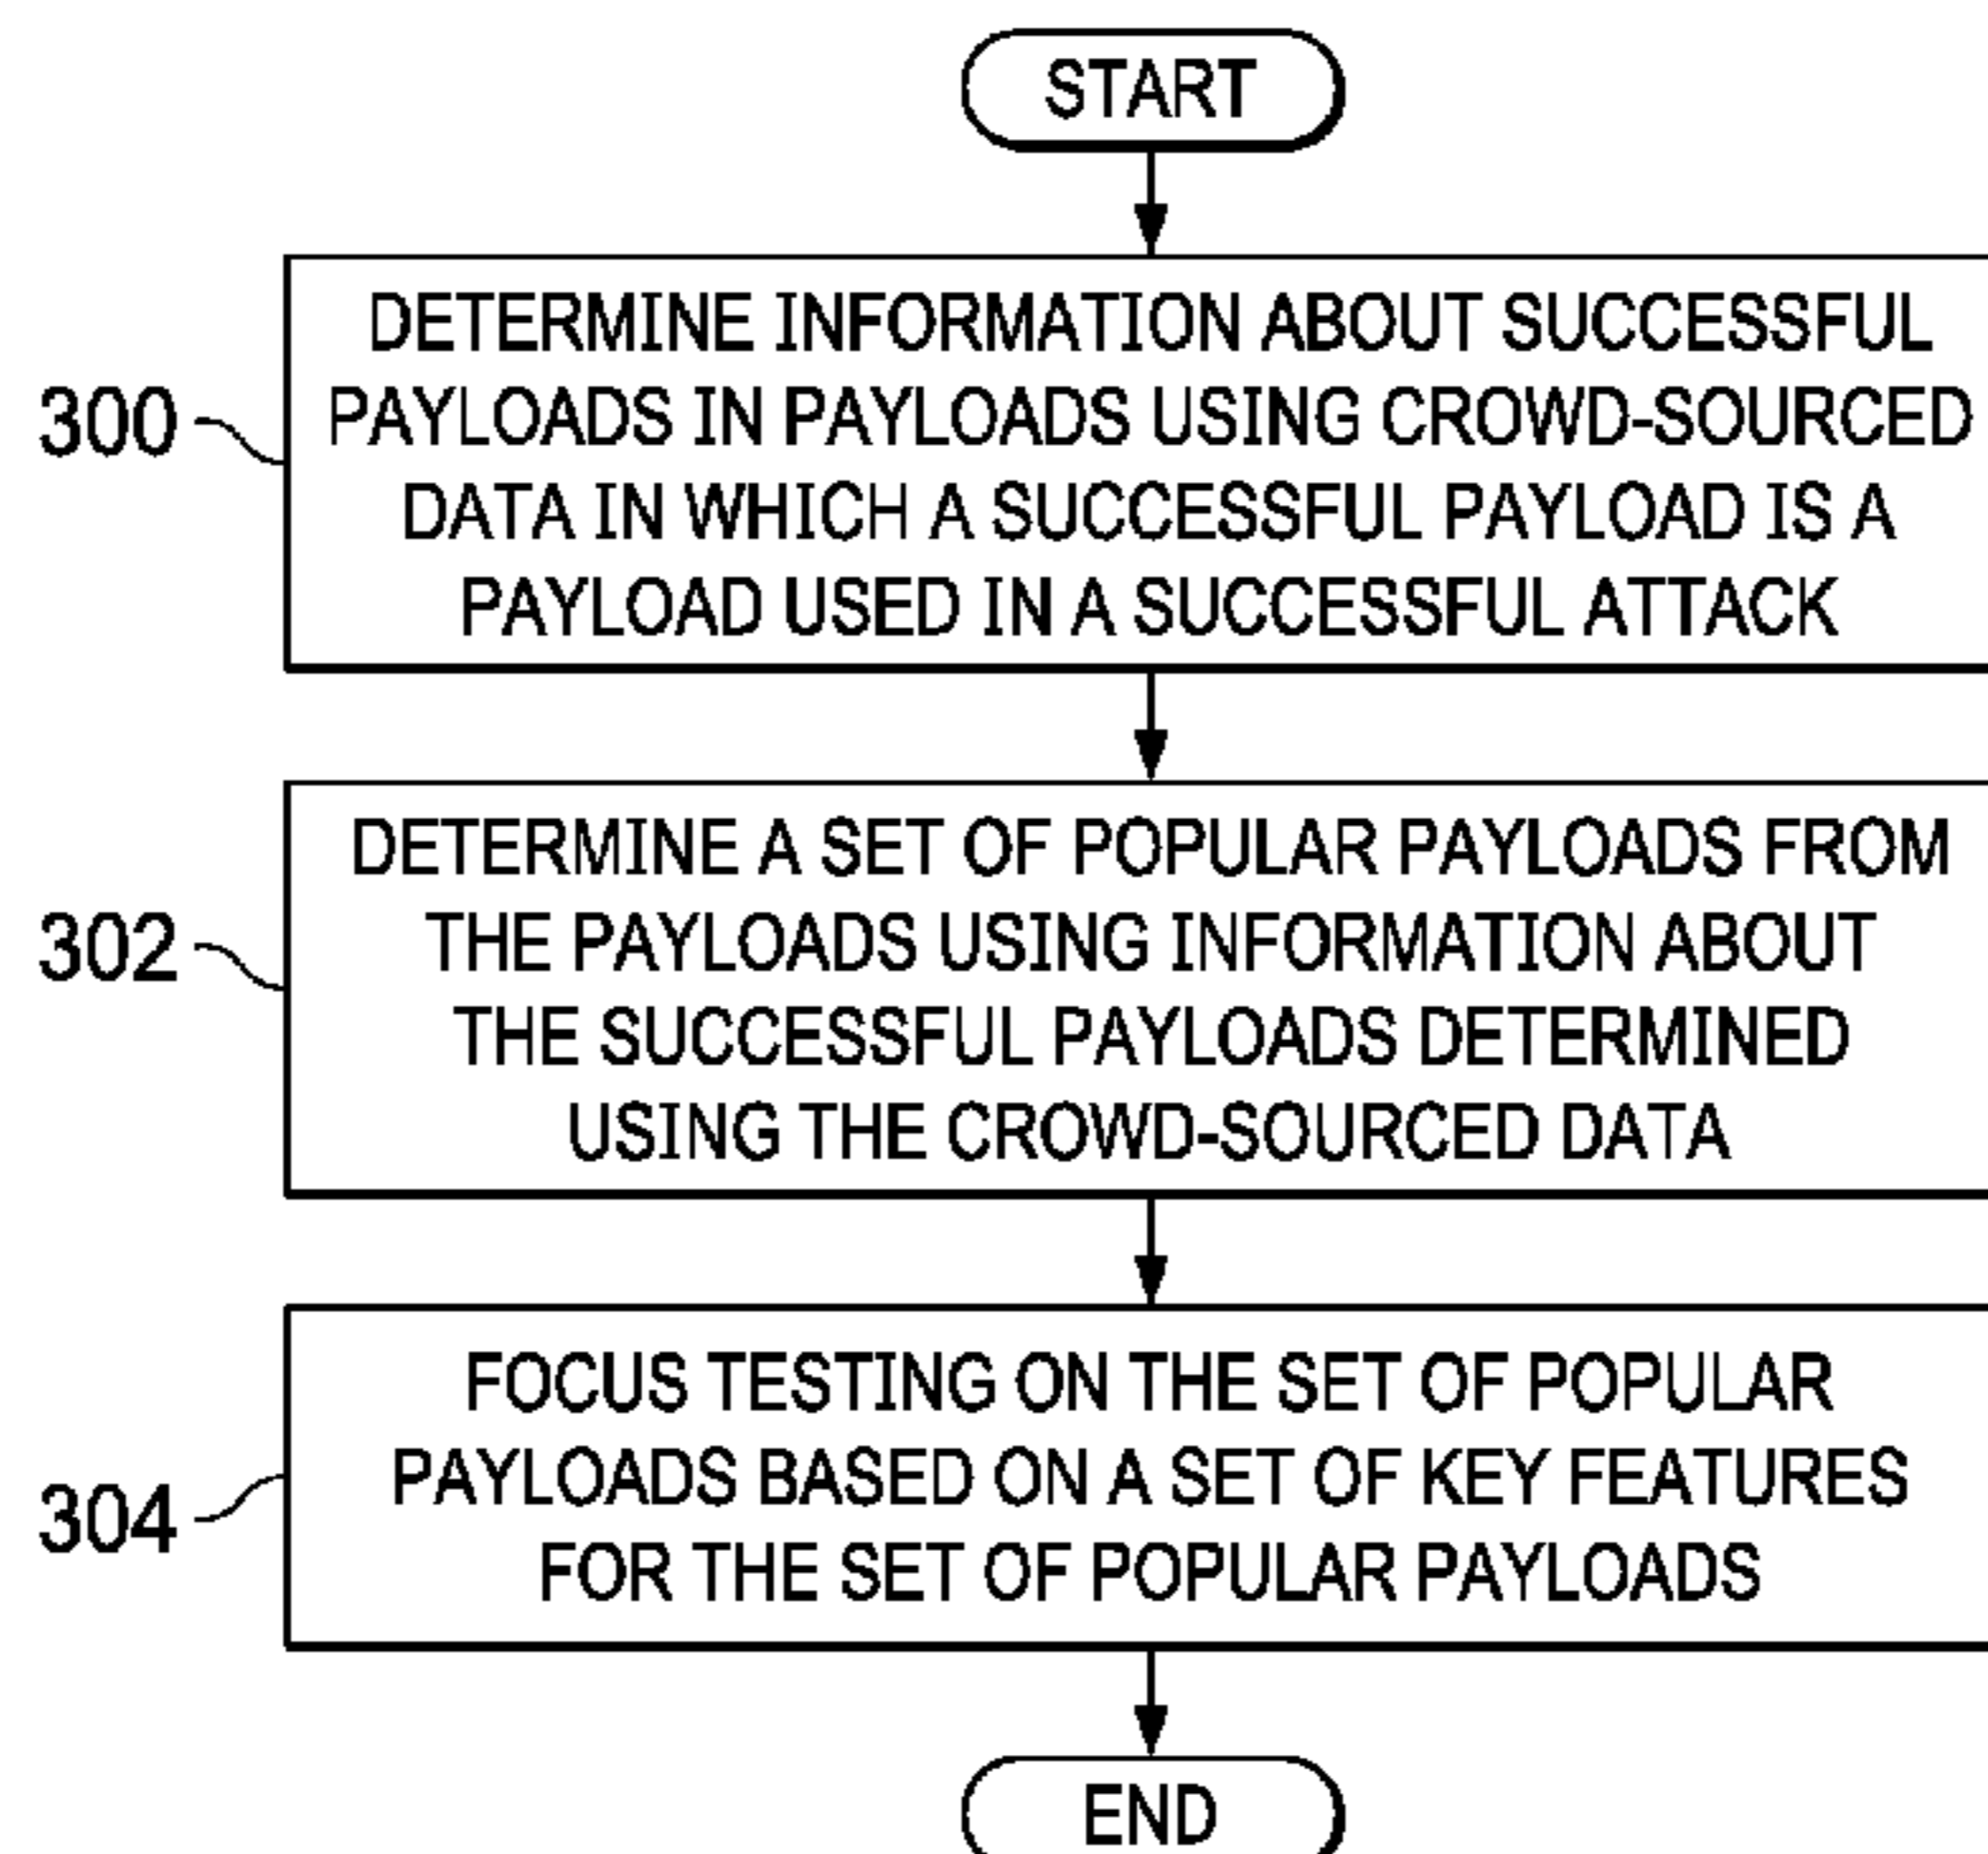 START
300
DETERMINE INFORMATION ABOUT SUCCESSFUL
PAYLOADS IN PAYLOADS USING CROWD-SOURCED
DATA IN WHICH A SUCCESSFUL PAYLOAD IS A
PAYLOAD USED IN A SUCCESSFUL ATTACK
302
DETERMINE A SET OF POPULAR PAYLOADS FROM
THE PAYLOADS USING INFORMATION ABOUT
THE SUCCESSFUL PAYLOADS DETERMINED
USING THE CROWD-SOURCED DATA
304
FOCUS TESTING ON THE SET OF POPULAR
PAYLOADS BASED ON A SET OF KEY FEATURES
FOR THE SET OF POPULAR PAYLOADS
END